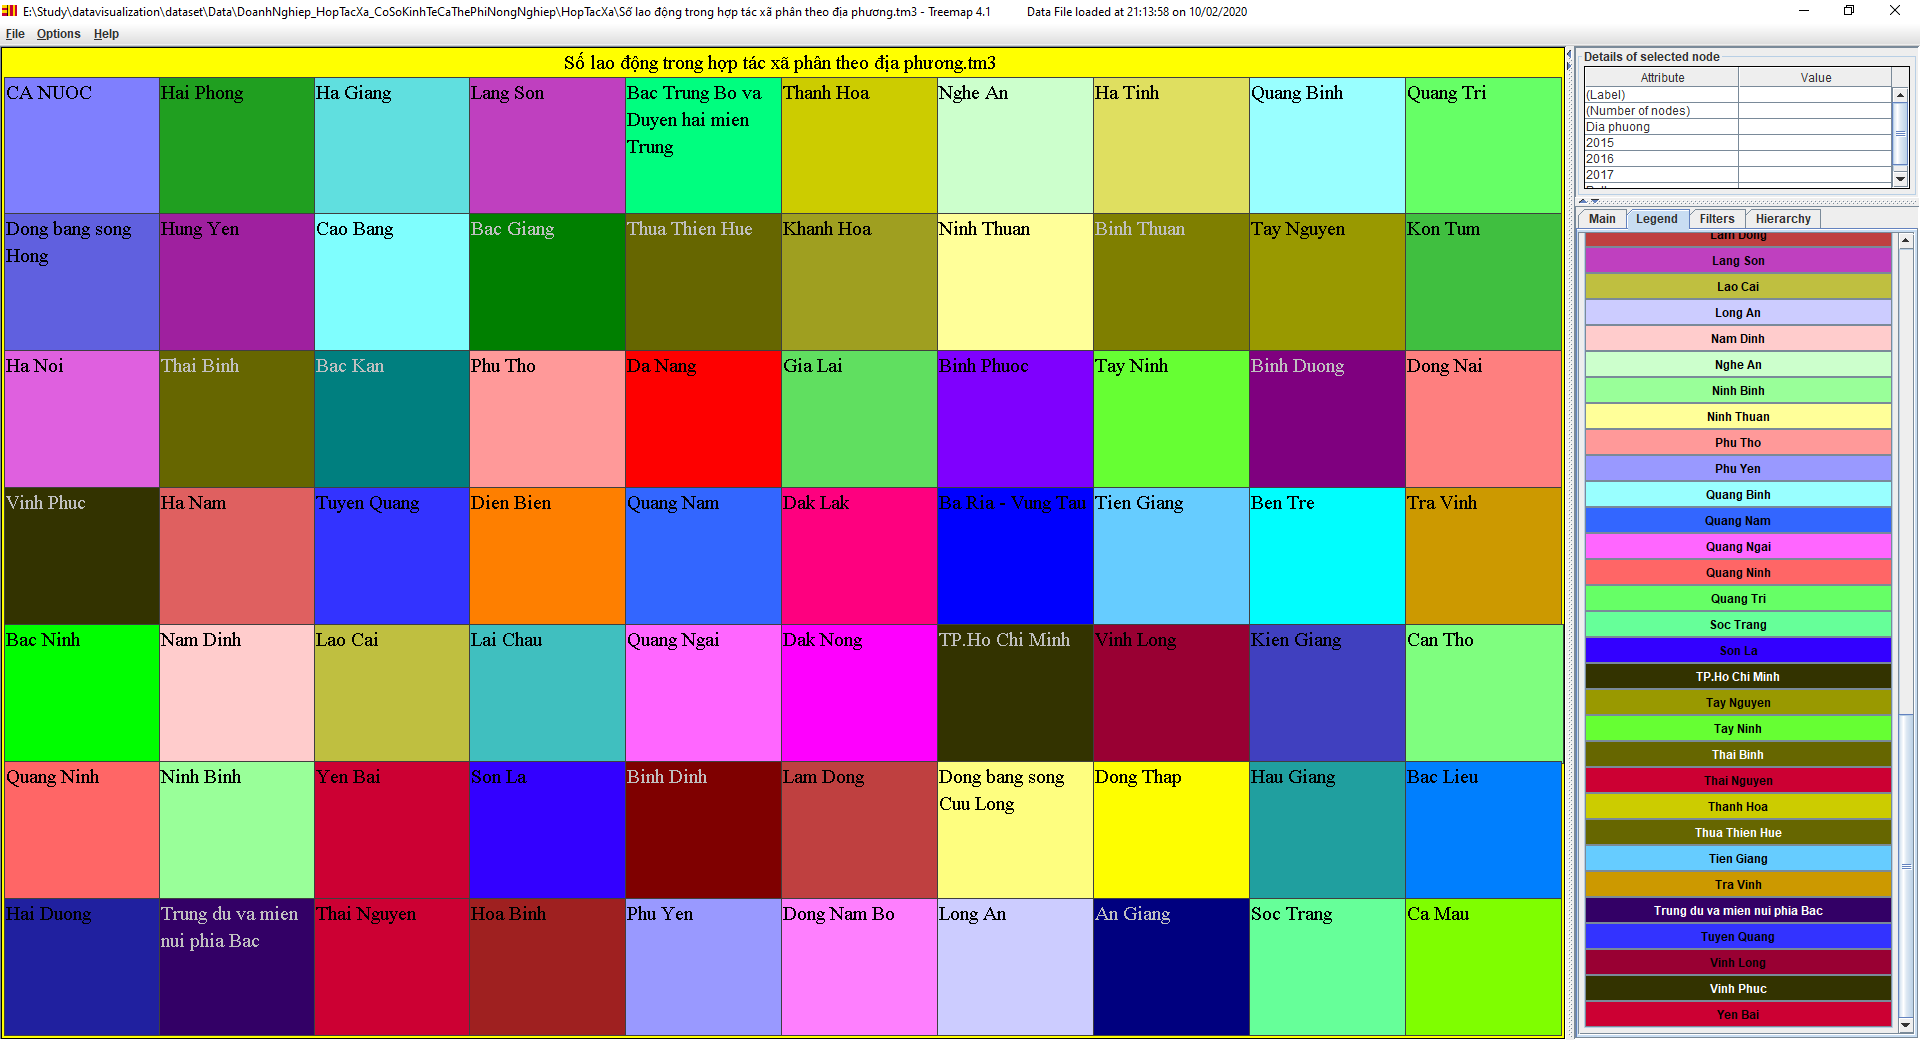 E:\Study\datavisualization\dataset\Data\DoanhNghiep_HopTacXa_CoSoKinhTeCaThePhiNongNghiep\HopTacXa\Số lao động trong hợp tác xã phân theo địa phương.tm3 - Treemap 4.1 Data File loaded at 21:13:58 on 10/02/2020
File Options Help
Số lao động trong hợp tác xã phân theo địa phương.tm3
CA NUOC
Hai Phong
Ha Giang
Lang Son
Bac Trung Bo va
Duyen hai mien
Trung
Thanh Hoa
Nghe An
Ha Tinh
Quang Binh
Quang Tri
Dong bang song
Hong
Hung Yen
Cao Bang
Bac Giang
Thua Thien Hue
Khanh Hoa
Ninh Thuan
Binh Thuan
Tay Nguyen
Kon Tum
Ha Noi
Thai Binh
Bac Kan
Phu Tho
Da Nang
Gia Lai
Binh Phuoc
Tay Ninh
Binh Duong
Dong Nai
Vinh Phuc
Ha Nam
Tuyen Quang
Dien Bien
Quang Nam
Dak Lak
Ba Ria - Vung Tau
Tien Giang
Ben Tre
Tra Vinh
Bac Ninh
Nam Dinh
Lao Cai
Lai Chau
Quang Ngai
Dak Nong
TP.Ho Chi Minh
Vinh Long
Kien Giang
Can Tho
Quang Ninh
Ninh Binh
Yen Bai
Son La
Binh Dinh
Lam Dong
Dong bang song
Cuu Long
Dong Thap
Hau Giang
Bac Lieu
Hai Duong
Trung du va mien
nui phia Bac
Thai Nguyen
Hoa Binh
Phu Yen
Dong Nam Bo
Long An
An Giang
Soc Trang
Ca Mau
Details of selected node
Attribute Value
(Label)
(Number of nodes)
Dia phuong
2015
2016
2017
Main Legend Filters Hierarchy
Lam Dong
Lang Son
Lao Cai
Long An
Nam Dinh
Nghe An
Ninh Binh
Ninh Thuan
Phu Tho
Phu Yen
Quang Binh
Quang Nam
Quang Ngai
Quang Ninh
Quang Tri
Soc Trang
Son La
TP.Ho Chi Minh
Tay Nguyen
Tay Ninh
Thai Binh
Thai Nguyen
Thanh Hoa
Thua Thien Hue
Tien Giang
Tra Vinh
Trung du va mien nui phia Bac
Tuyen Quang
Vinh Long
Vinh Phuc
Yen Bai